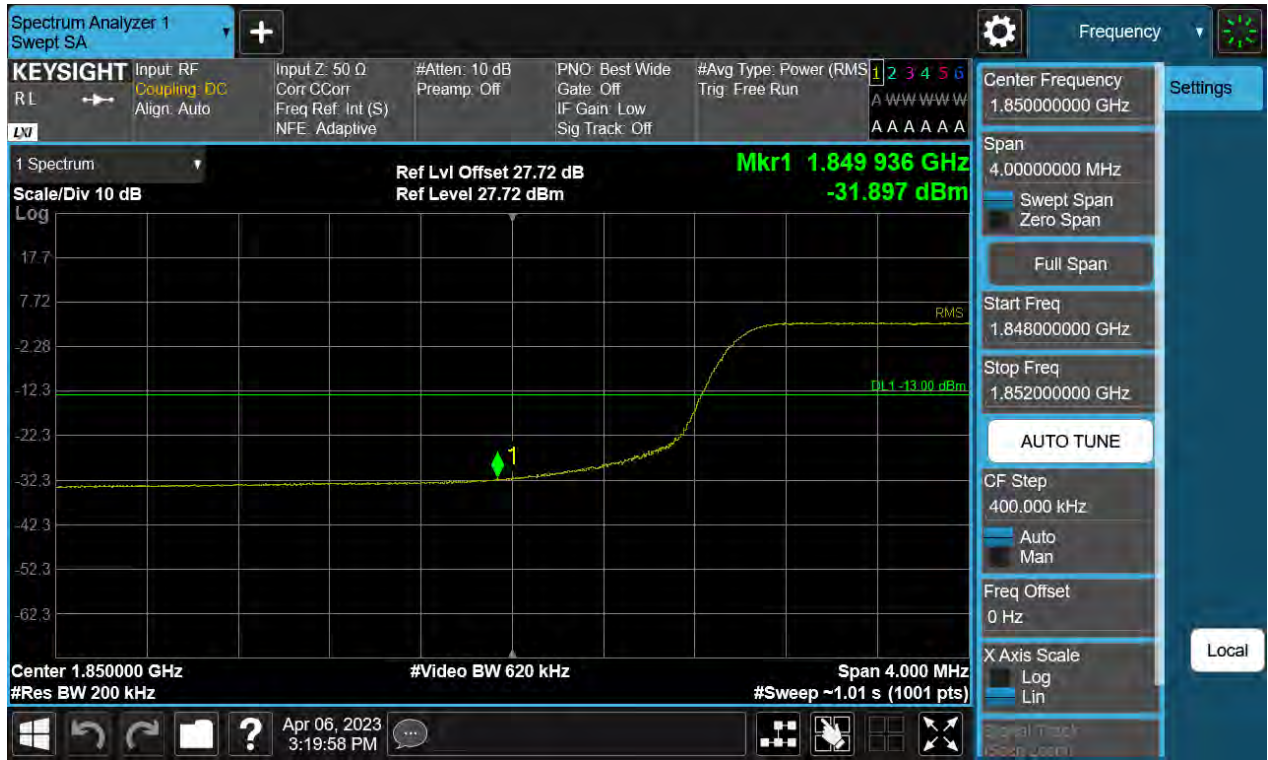 Spectrum Analyzer 1
Swept SA
Frequency
KEYSIGHT
RL
LXI
Input: RF
Coupling: DC
Align: Auto
Input Z: 50 Ω
Corr CCorr
Freq Ref: Int (S)
NFE: Adaptive
#Atten: 10 dB
Preamp: Off
PNO: Best Wide
Gate: Off
IF Gain: Low
Sig Track: Off
#Avg Type: Power (RMS
Trig: Free Run
1 2 3 4 5 6
A W W W W W
A A A A A A
1 Spectrum
Scale/Div 10 dB
Log
Ref Lvl Offset 27.72 dB
Ref Level 27.72 dBm
Mkr1 1.849 936 GHz
-31.897 dBm
17.7
7.72
-2.28
-12.3
-22.3
-32.3
-42.3
-52.3
-62.3
RMS
DL1 -13.00 dBm
1
Center 1.850000 GHz
#Res BW 200 kHz
#Video BW 620 kHz
Span 4.000 MHz
#Sweep ~1.01 s (1001 pts)
Apr 06, 2023
3:19:58 PM
Center Frequency
1.850000000 GHz
Span
4.00000000 MHz
Swept Span
Zero Span
Full Span
Start Freq
1.848000000 GHz
Stop Freq
1.852000000 GHz
AUTO TUNE
CF Step
400.000 kHz
Auto
Man
Freq Offset
0 Hz
X Axis Scale
Log
Lin
Signal Track
(Span Zoom)
Settings
Local